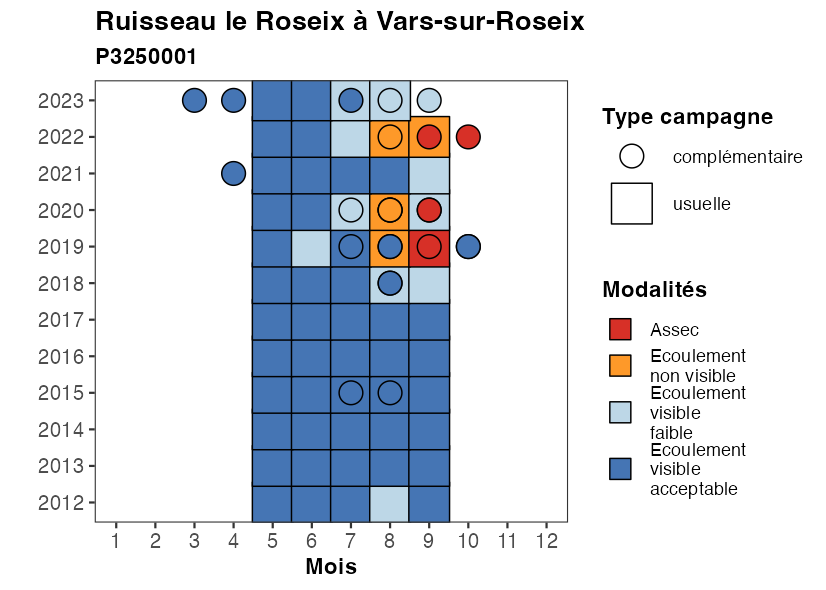 Ruisseau le Roseix à Vars-sur-Roseix
P3250001
2023
2022
2021
2020
2019
2018
2017
2016
2015
2014
2013
2012
1 2 3 4 5 6 7 8 9 10 11 12
Mois
Type campagne
complémentaire
usuelle
Modalités
Assec
Ecoulement
non visible
Ecoulement
visible
faible
Ecoulement
visible
acceptable